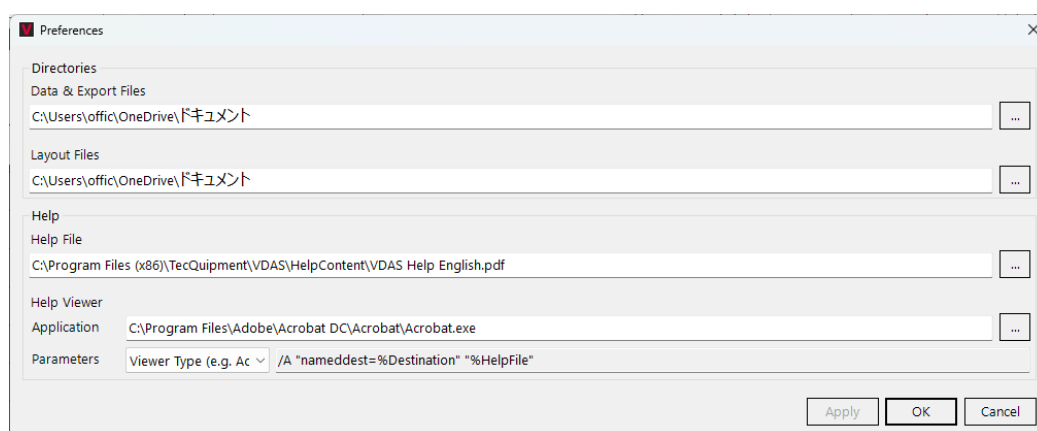 Preferences
Directories
Data & Export Files
C:\Users\offic\OneDrive\ドキュメント
...
Layout Files
C:\Users\offic\OneDrive\ドキュメント
...
Help
Help File
C:\Program Files (x86)\TecQuipment\VDAS\HelpContent\VDAS Help English.pdf
...
Help Viewer
Application C:\Program Files\Adobe\Acrobat DC\Acrobat\Acrobat.exe ...
Parameters Viewer Type (e.g. Ac /A "nameddest=%Destination" "%HelpFile"
Apply OK Cancel